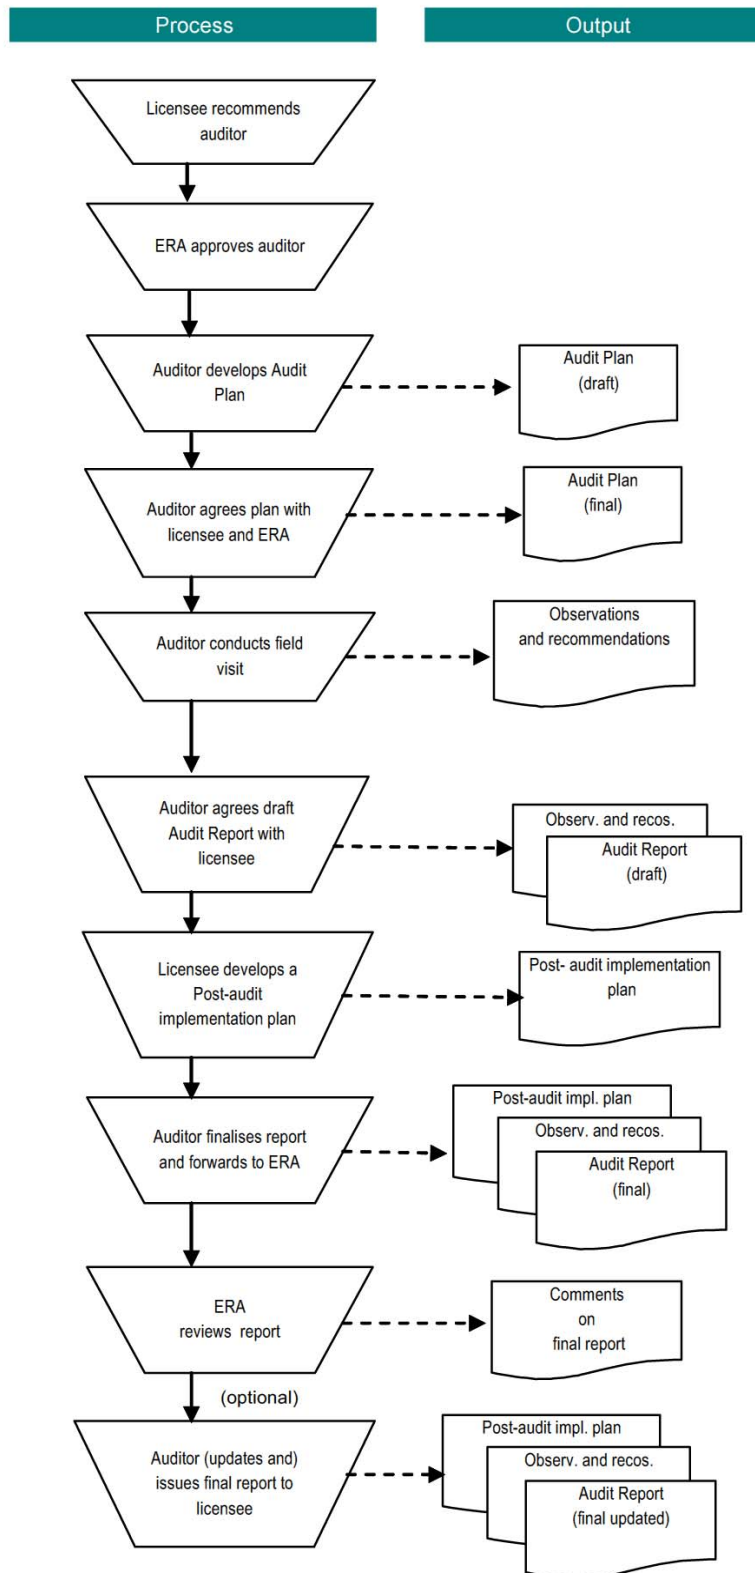 Process
Output
Licensee recommends
auditor
ERA approves auditor
Auditor develops Audit
Plan
Audit Plan
(draft)
Auditor agrees plan with
licensee and ERA
Audit Plan
(final)
Auditor conducts field
visit
Observations
and recommendations
Auditor agrees draft
Audit Report with
licensee
Observ. and recos.
Audit Report
(draft)
Licensee develops a
Post-audit
implementation plan
Post- audit implementation
plan
Auditor finalises report
and forwards to ERA
Post-audit impl. plan
Observ. and recos.
Audit Report
(final)
ERA
reviews report
Comments
on
final report
(optional)
Auditor (updates and)
issues final report to
licensee
Post-audit impl. plan
Observ. and recos.
Audit Report
(final updated)